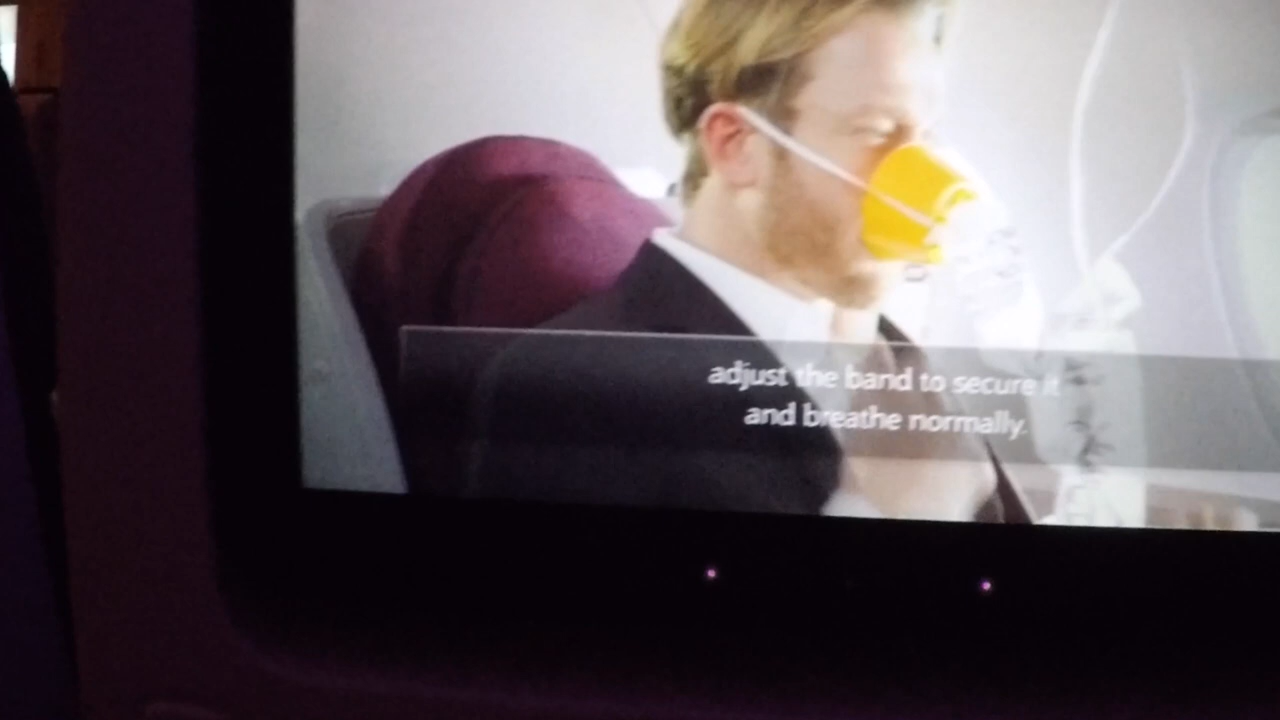 adjust the band to secure it
and breathe normally.